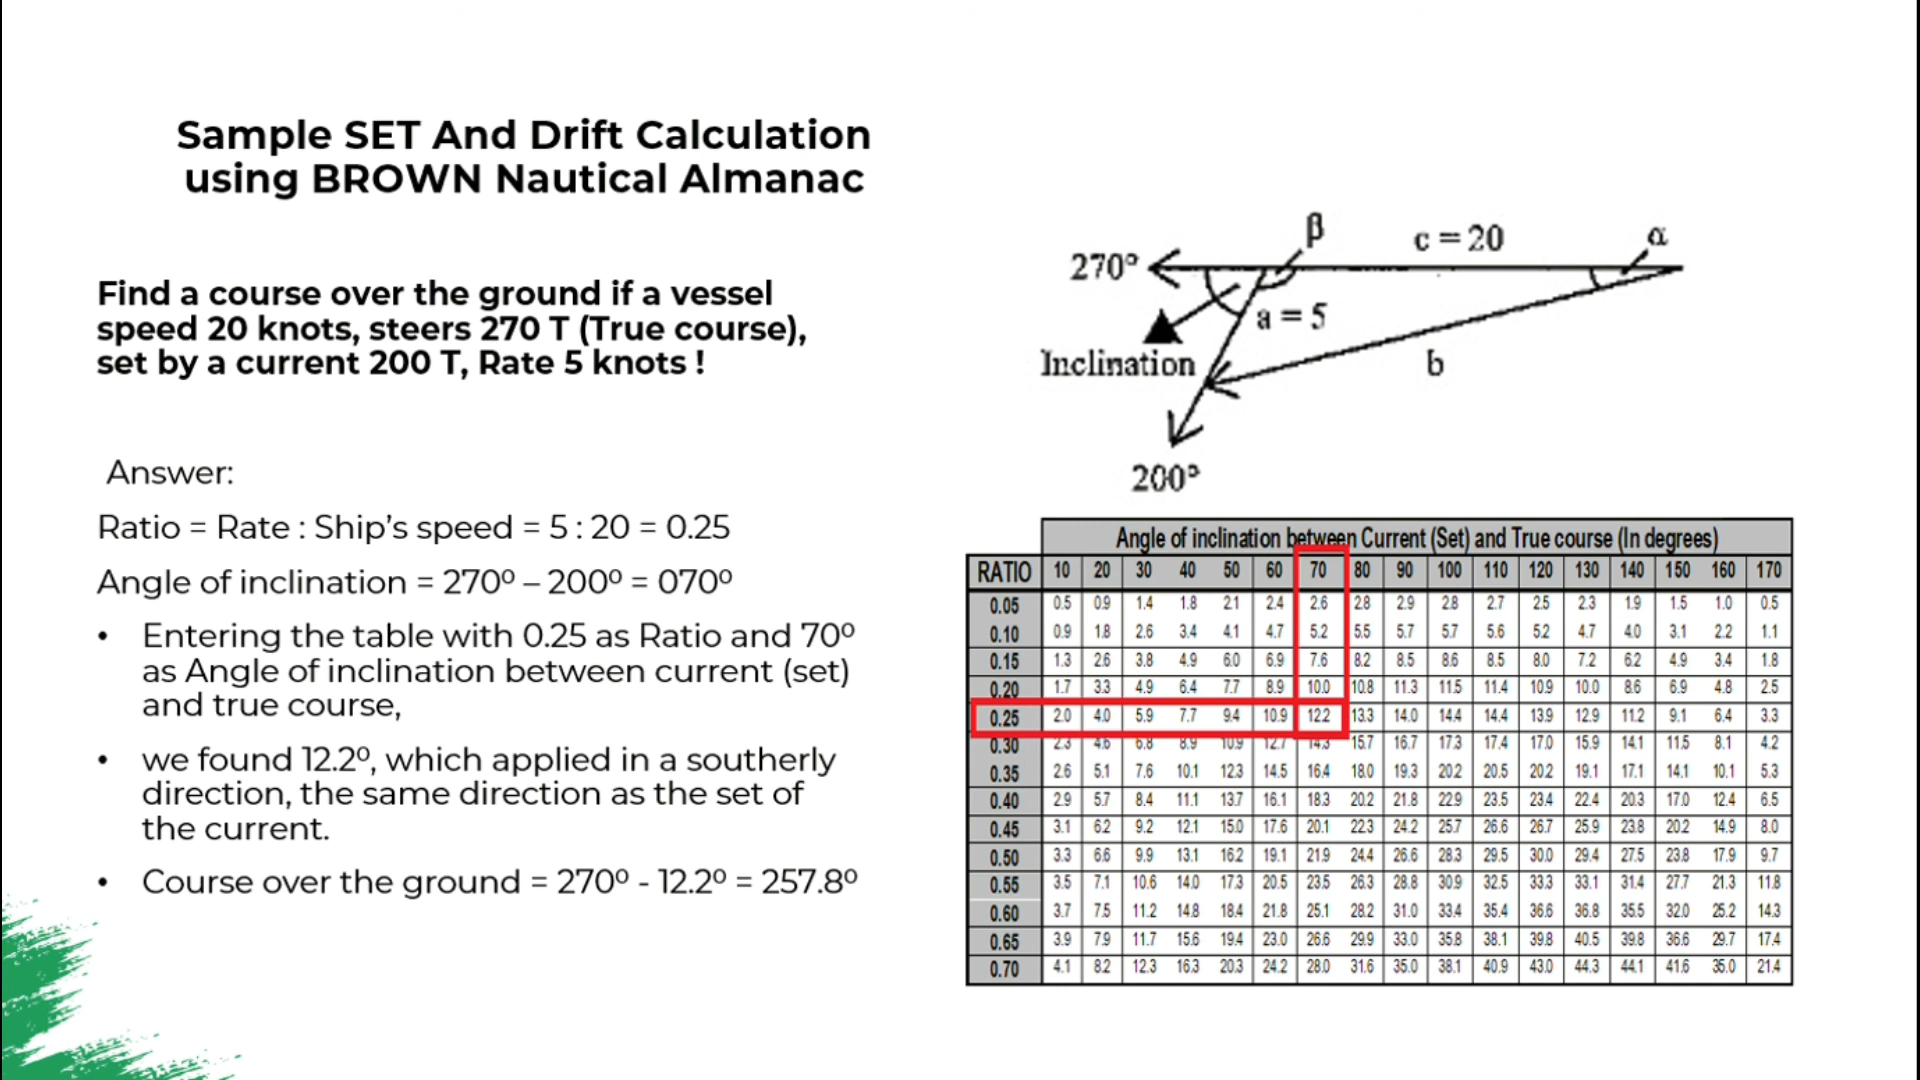 Sample SET And Drift Calculation
using BROWN Nautical Almanac
Find a course over the ground if a vessel
speed 20 knots, steers 270 T (True course),
set by a current 200 T, Rate 5 knots !
Answer:
Ratio = Rate : Ship’s speed = 5 : 20 = 0.25
Angle of inclination = 270⁰ – 200⁰ = 070⁰
• Entering the table with 0.25 as Ratio and 70⁰
as Angle of inclination between current (set)
and true course,
• we found 12.2⁰, which applied in a southerly
direction, the same direction as the set of
the current.
• Course over the ground = 270⁰ - 12.2⁰ = 257.8⁰
β
c = 20
α
270°
a = 5
Inclination
b
200°
Angle of inclination between Current (Set) and True course (In degrees)
RATIO 10 20 30 40 50 60 70 80 90 100 110 120 130 140 150 160 170
0.05 0.5 0.9 1.4 1.8 2.1 2.4 2.6 2.8 2.9 2.8 2.7 2.5 2.3 1.9 1.5 1.0 0.5
0.10 0.9 1.8 2.6 3.4 4.1 4.7 5.2 5.5 5.7 5.7 5.6 5.2 4.7 4.0 3.1 2.2 1.1
0.15 1.3 2.6 3.8 4.9 6.0 6.9 7.6 8.2 8.5 8.6 8.5 8.0 7.2 6.2 4.9 3.4 1.8
0.20 1.7 3.3 4.9 6.4 7.7 8.9 10.0 10.8 11.3 11.5 11.4 10.9 10.0 8.6 6.9 4.8 2.5
0.25 2.0 4.0 5.9 7.7 9.4 10.9 12.2 13.3 14.0 14.4 14.4 13.9 12.9 11.2 9.1 6.4 3.3
0.30 2.3 4.6 6.8 8.9 10.9 12.7 14.3 15.7 16.7 17.3 17.4 17.0 15.9 14.1 11.5 8.1 4.2
0.35 2.6 5.1 7.6 10.1 12.3 14.5 16.4 18.0 19.3 20.2 20.5 20.2 19.1 17.1 14.1 10.1 5.3
0.40 2.9 5.7 8.4 11.1 13.7 16.1 18.3 20.2 21.8 22.9 23.5 23.4 22.4 20.3 17.0 12.4 6.5
0.45 3.1 6.2 9.2 12.1 15.0 17.6 20.1 22.3 24.2 25.7 26.6 26.7 25.9 23.8 20.2 14.9 8.0
0.50 3.3 6.6 9.9 13.1 16.2 19.1 21.9 24.4 26.6 28.3 29.5 30.0 29.4 27.5 23.8 17.9 9.7
0.55 3.5 7.1 10.6 14.0 17.3 20.5 23.5 26.3 28.8 30.9 32.5 33.3 33.1 31.4 27.7 21.3 11.8
0.60 3.7 7.5 11.2 14.8 18.4 21.8 25.1 28.2 31.0 33.4 35.4 36.6 36.8 35.5 32.0 25.2 14.3
0.65 3.9 7.9 11.7 15.6 19.4 23.0 26.6 29.9 33.0 35.8 38.1 39.8 40.5 39.8 36.6 29.7 17.4
0.70 4.1 8.2 12.3 16.3 20.3 24.2 28.0 31.6 35.0 38.1 40.9 43.0 44.3 44.1 41.6 35.0 21.4